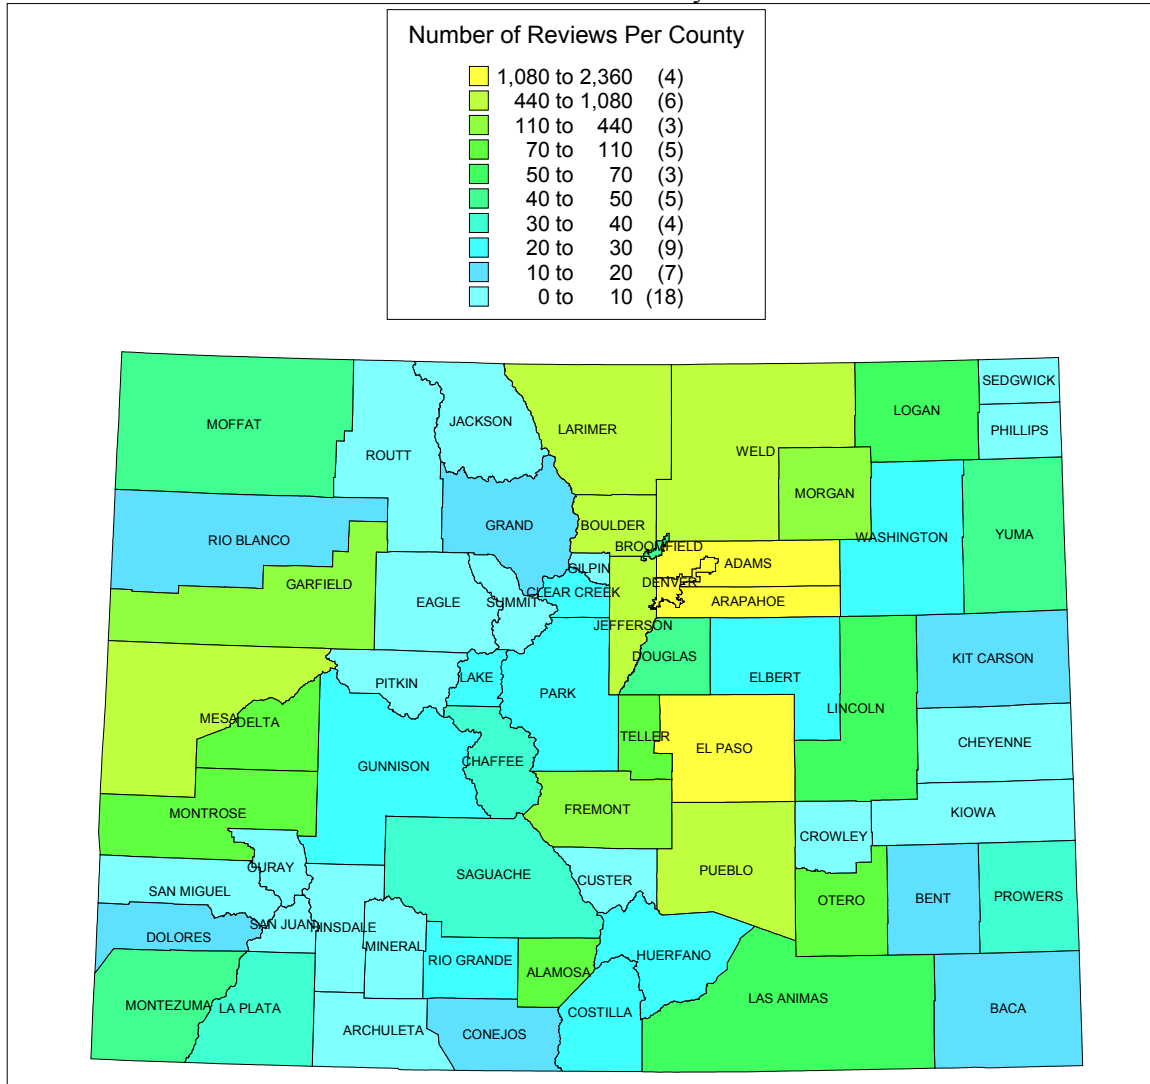 Number of Reviews Per County
1,080 to 2,360 (4)
440 to 1,080 (6)
110 to 440 (3)
70 to 110 (5)
50 to 70 (3)
40 to 50 (5)
30 to 40 (4)
20 to 30 (9)
10 to 20 (7)
0 to 10 (18)
SEDGWICK
LOGAN
MOFFAT
JACKSON
LARIMER
PHILLIPS
ROUTT
WELD
MORGAN
GRAND
BOULDER
RIO BLANCO
WASHINGTON
YUMA
BROOMFIELD
ADAMS
GILPIN
GARFIELD
DENVER
CLEAR CREEK
EAGLE
SUMMIT
ARAPAHOE
JEFFERSON
DOUGLAS
KIT CARSON
PITKIN
LAKE
ELBERT
PARK
LINCOLN
MESA
DELTA
TELLER
CHEYENNE
EL PASO
CHAFFEE
GUNNISON
MONTROSE
FREMONT
KIOWA
CROWLEY
OURAY
PUEBLO
SAGUACHE
CUSTER
SAN MIGUEL
OTERO
BENT
PROWERS
SAN JUAN
HINSDALE
DOLORES
MINERAL
HUERFANO
RIO GRANDE
ALAMOSA
LAS ANIMAS
MONTEZUMA
LA PLATA
COSTILLA
BACA
ARCHULETA
CONEJOS